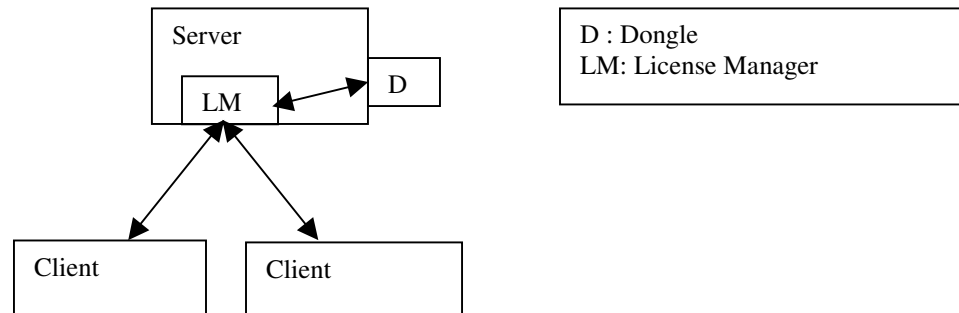 Server
D : Dongle
LM: License Manager
D
LM
Client
Client